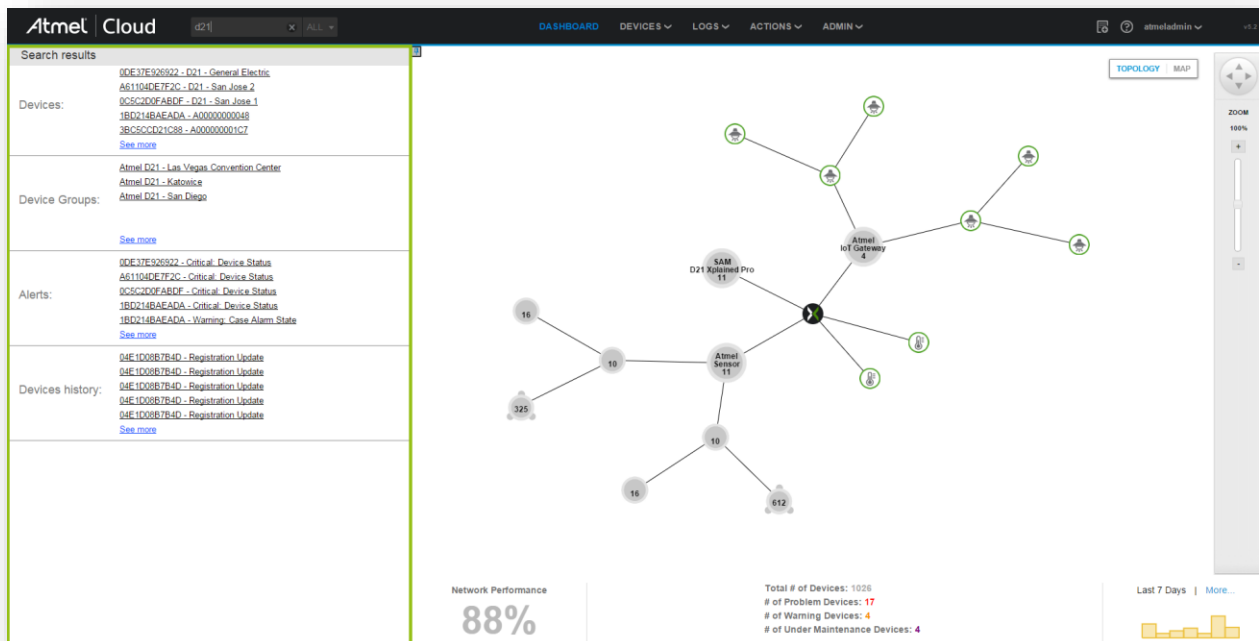 Atmel Cloud
d21
ALL
DASHBOARD
DEVICES
LOGS
ACTIONS
ADMIN
atmeladmin
v5.2
Search results
Devices:
0DE37E926922 - D21 - General Electric
A61104DE7F2C - D21 - San Jose 2
0C5C2D0FABDF - D21 - San Jose 1
1BD214BAEADA - A00000000048
3BC5CCD21C88 - A000000001C7
See more
Device Groups:
Atmel D21 - Las Vegas Convention Center
Atmel D21 - Katowice
Atmel D21 - San Diego
See more
Alerts:
0DE37E926922 - Critical: Device Status
A61104DE7F2C - Critical: Device Status
0C5C2D0FABDF - Critical: Device Status
1BD214BAEADA - Critical: Device Status
1BD214BAEADA - Warning: Case Alarm State
See more
Devices history:
04E1D08B7B4D - Registration Update
04E1D08B7B4D - Registration Update
04E1D08B7B4D - Registration Update
04E1D08B7B4D - Registration Update
04E1D08B7B4D - Registration Update
See more
TOPOLOGY | MAP
ZOOM
100%
+
-
Atmel
IoT Gateway
4
SAM
D21 Xplained Pro
11
16
10
Atmel
Sensor
11
325
10
16
612
Network Performance
88%
Total # of Devices: 1026
# of Problem Devices: 17
# of Warning Devices: 4
# of Under Maintenance Devices: 4
Last 7 Days | More...